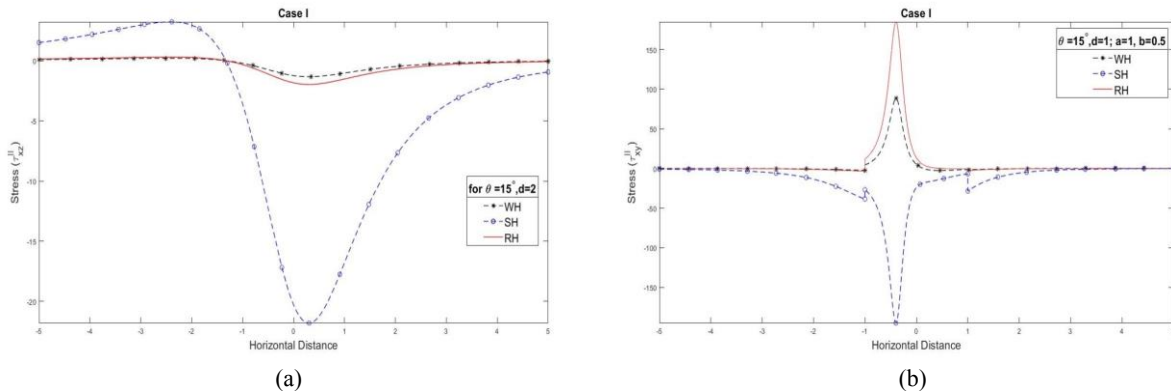 Case I
0
-5
-10
-15
-20
-5 -4 -3 -2 -1 0 1 2 3 4 5
Stress (τ^II_xz)
Horizontal Distance
for θ =15°,d=2
WH
SH
RH
(a)
Case I
150
100
50
0
-50
-100
-150
-5 -4 -3 -2 -1 0 1 2 3 4
Stress (τ^II_xy)
Horizontal Distance
θ =15°,d=1; a=1, b=0.5
WH
SH
RH
(b)